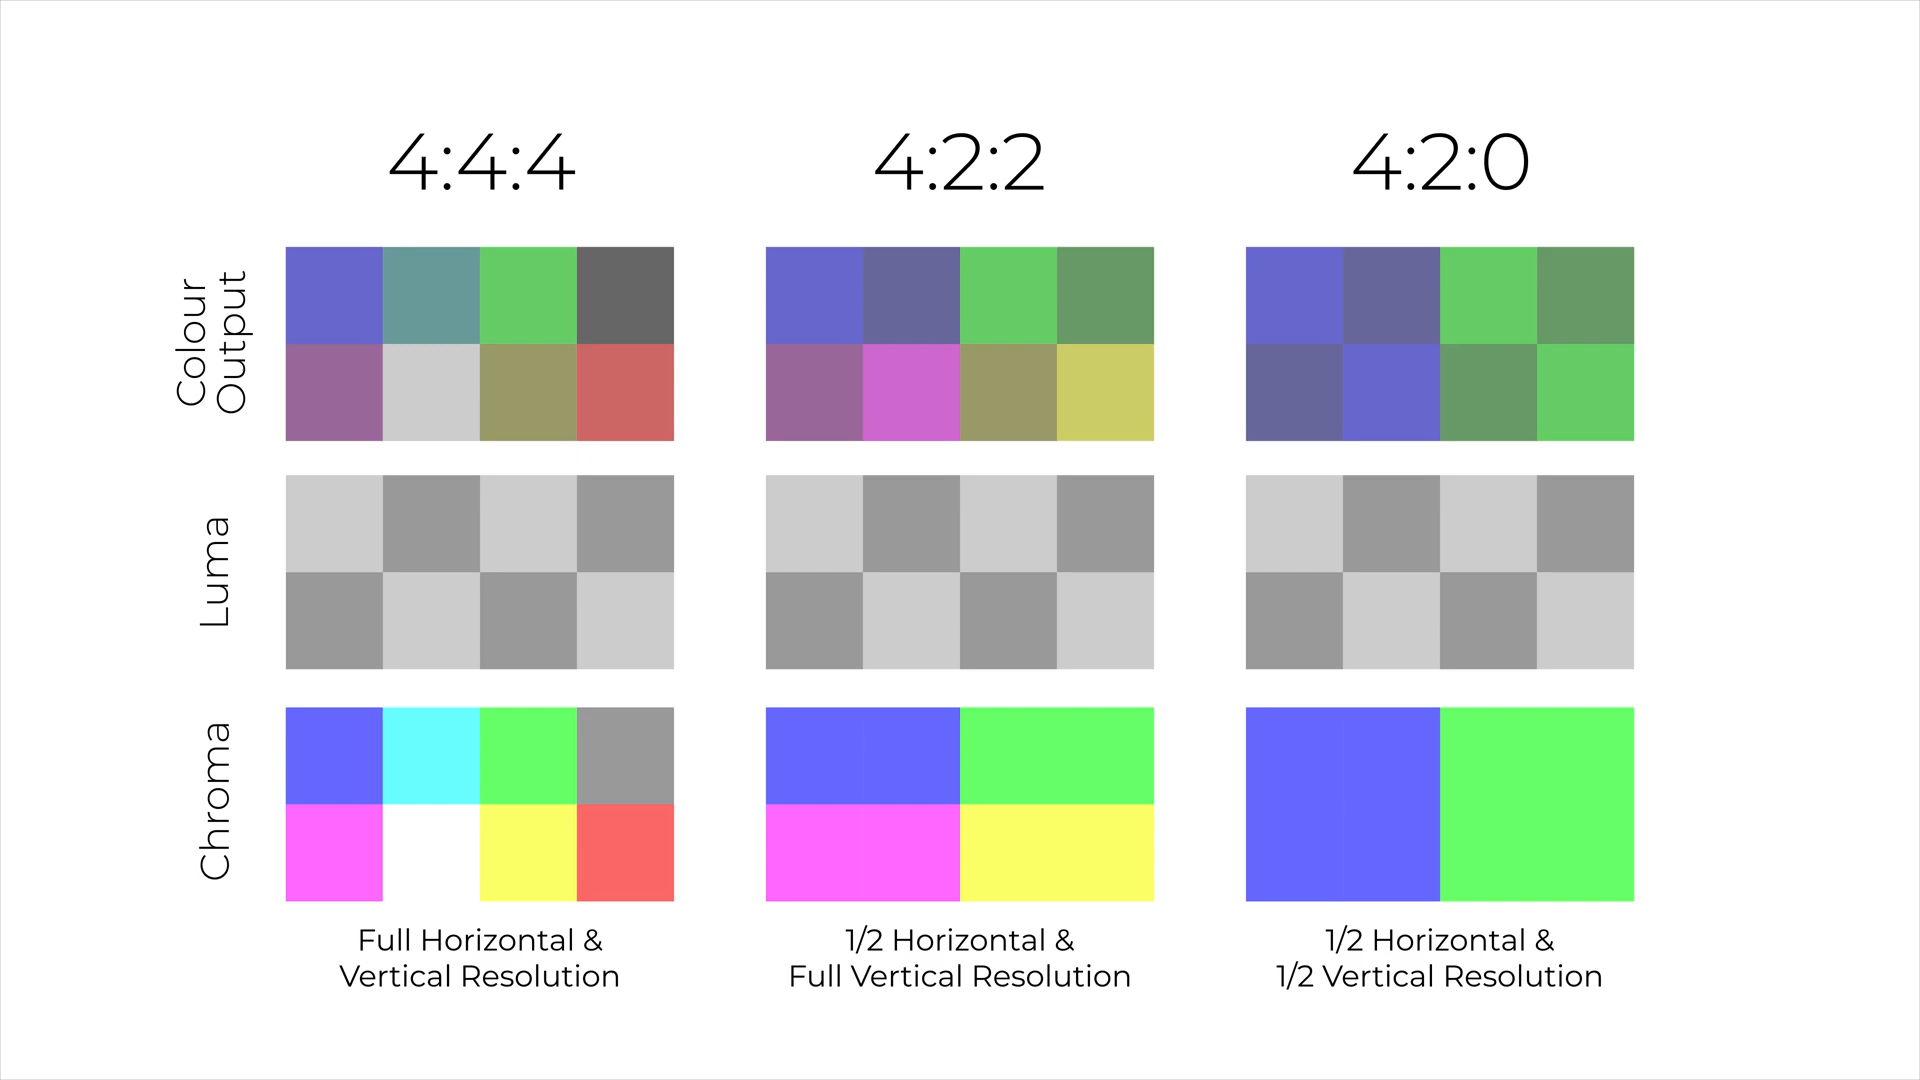 4:4:4
4:2:2
4:2:0
Colour
Output
Luma
Chroma
Full Horizontal &
Vertical Resolution
1/2 Horizontal &
Full Vertical Resolution
1/2 Horizontal &
1/2 Vertical Resolution